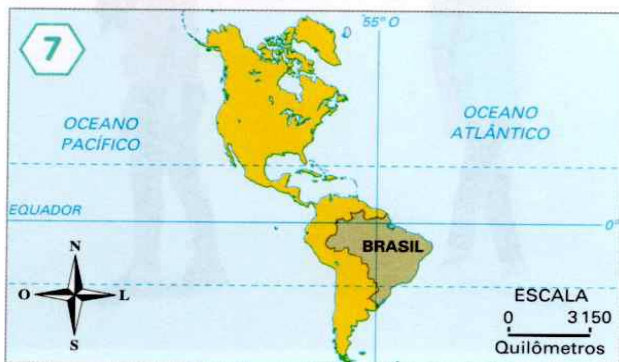 7
55° O
OCEANO
PACÍFICO
OCEANO
ATLÂNTICO
EQUADOR
0°
BRASIL
N
O
L
S
ESCALA
0 3 150
Quilômetros